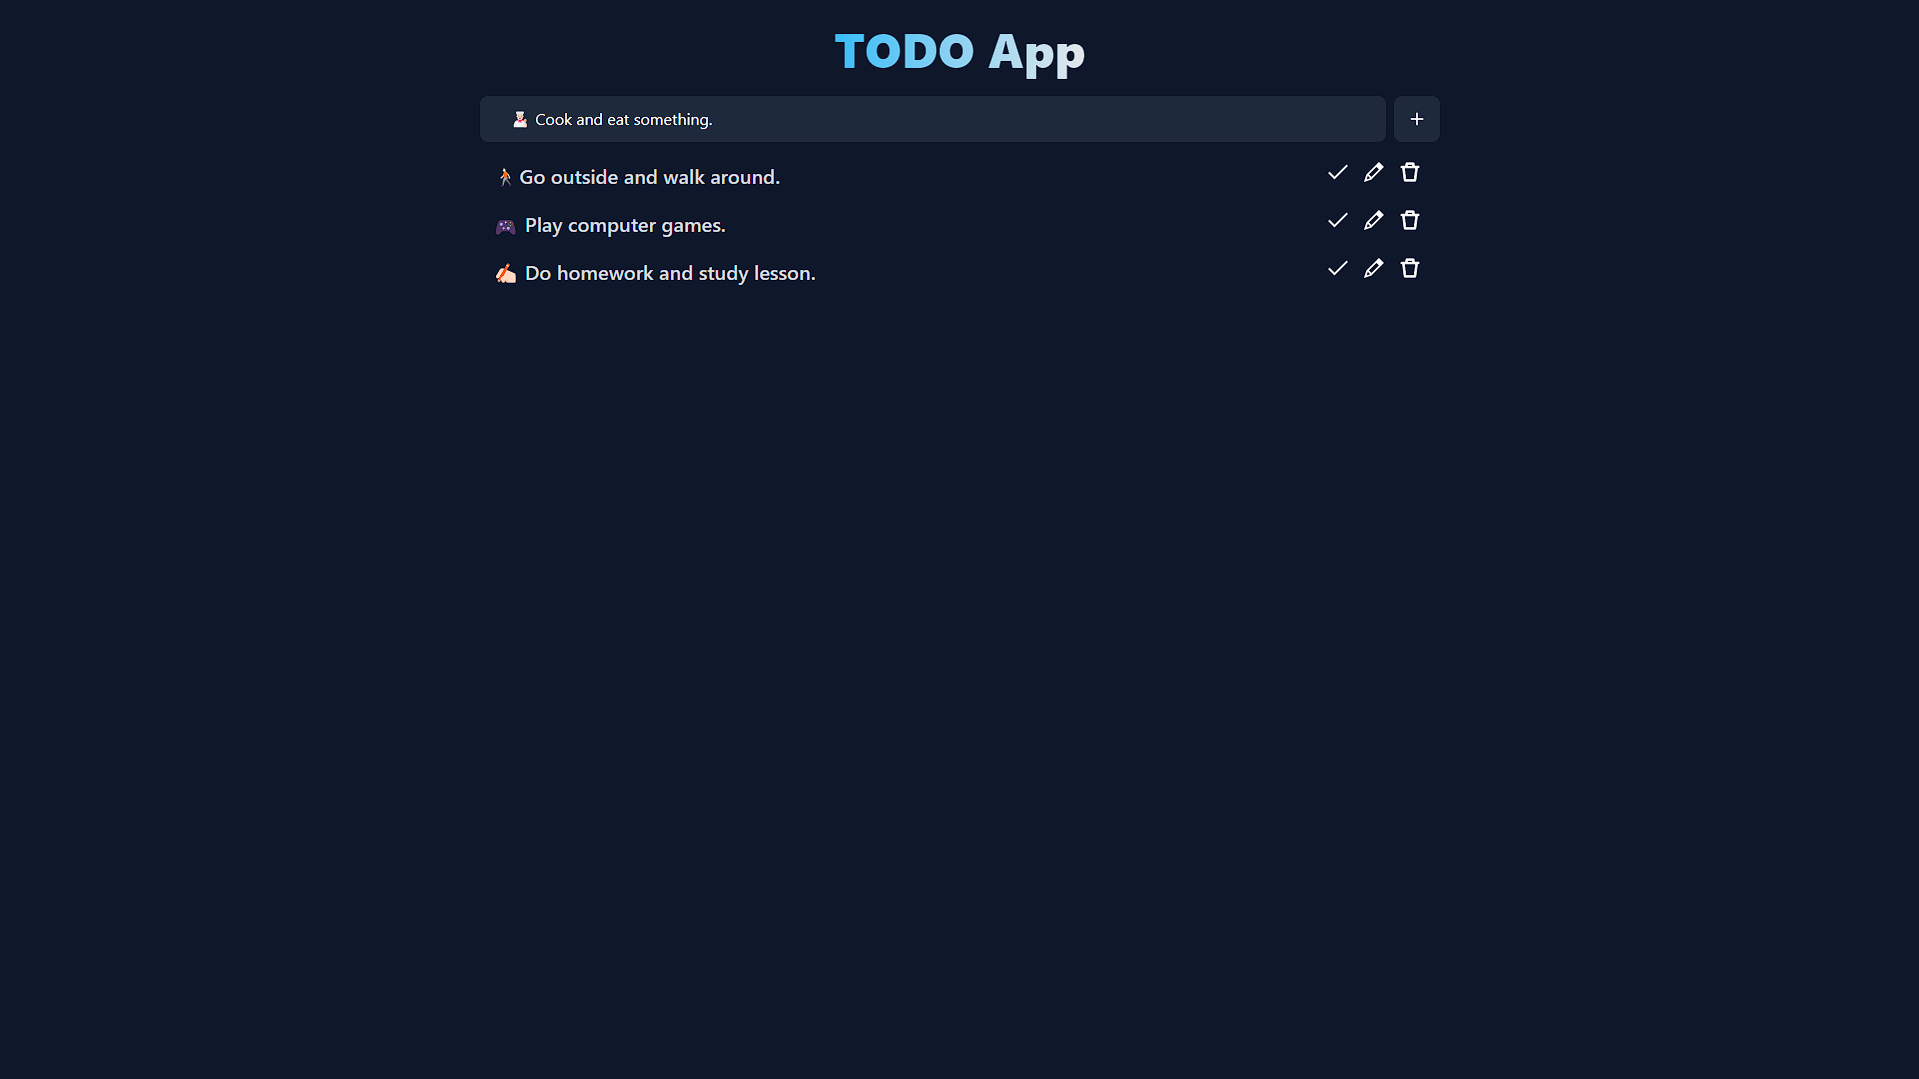 TODO App
🧑🏻‍🍳 Cook and eat something.
+
🚶Go outside and walk around.
🎮 Play computer games.
✍🏻 Do homework and study lesson.